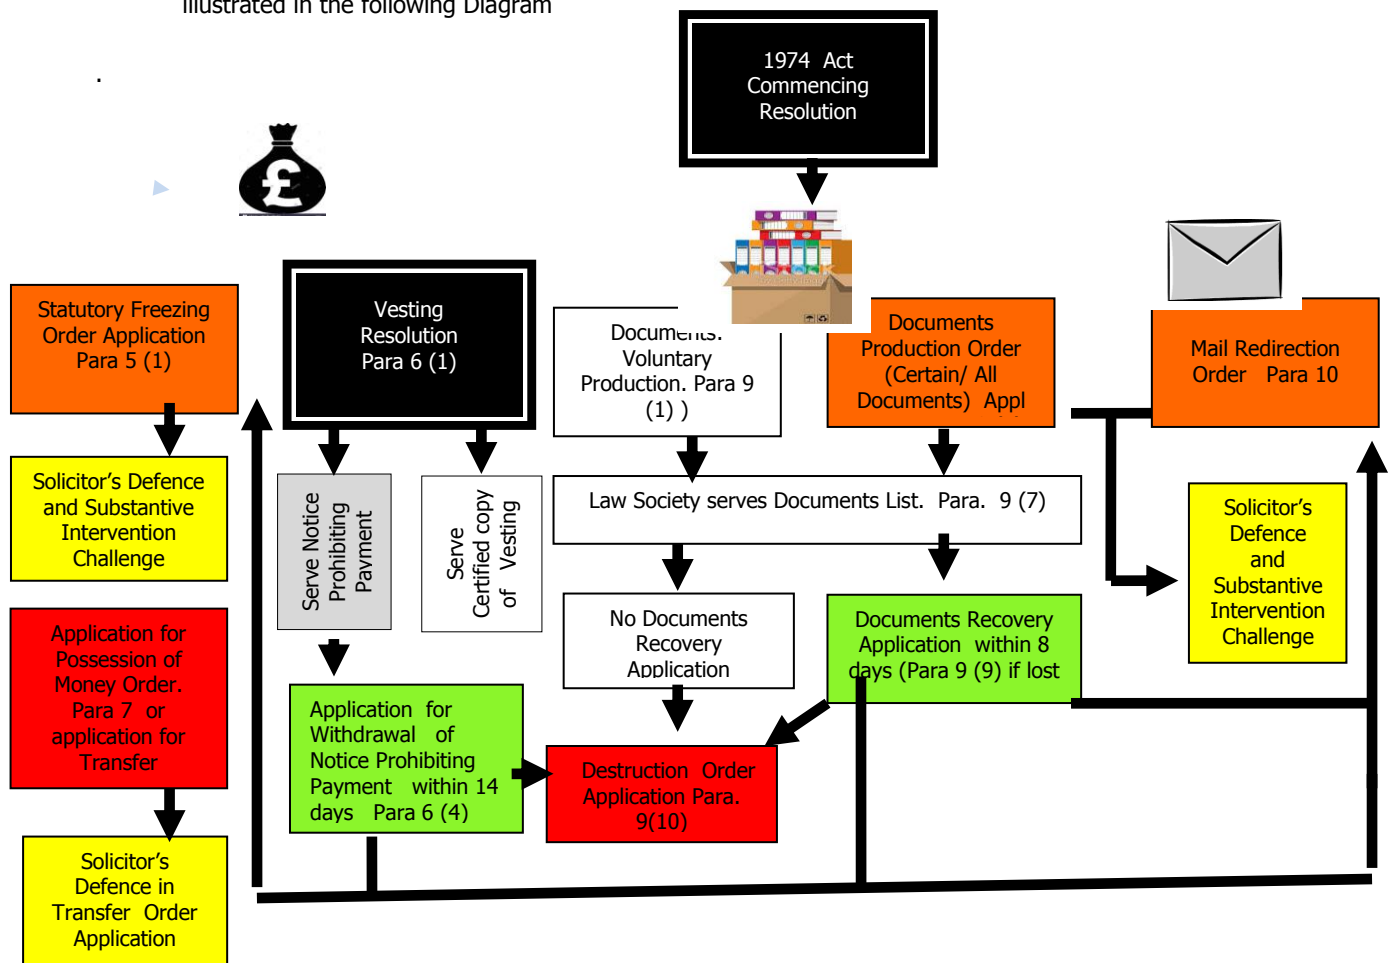 illustrated in the following Diagram
.
1974 Act
Commencing
Resolution
£
Statutory Freezing
Order Application
Para 5 (1)
Vesting
Resolution
Para 6 (1)
Documents.
Voluntary
Production. Para 9
(1) )
Documents
Production Order
(Certain/ All
Documents) Appl
Mail Redirection
Order Para 10
Solicitor’s Defence
and Substantive
Intervention
Challenge
Serve Notice
Prohibiting
Payment
Serve
Certified copy
of Vesting
Law Society serves Documents List. Para. 9 (7)
Solicitor’s
Defence
and
Substantive
Intervention
Challenge
Application for
Possession of
Money Order.
Para 7 or
application for
Transfer
No Documents
Recovery
Application
Documents Recovery
Application within 8
days (Para 9 (9) if lost
Application for
Withdrawal of
Notice Prohibiting
Payment within 14
days Para 6 (4)
Destruction Order
Application Para.
9(10)
Solicitor’s
Defence in
Transfer Order
Application